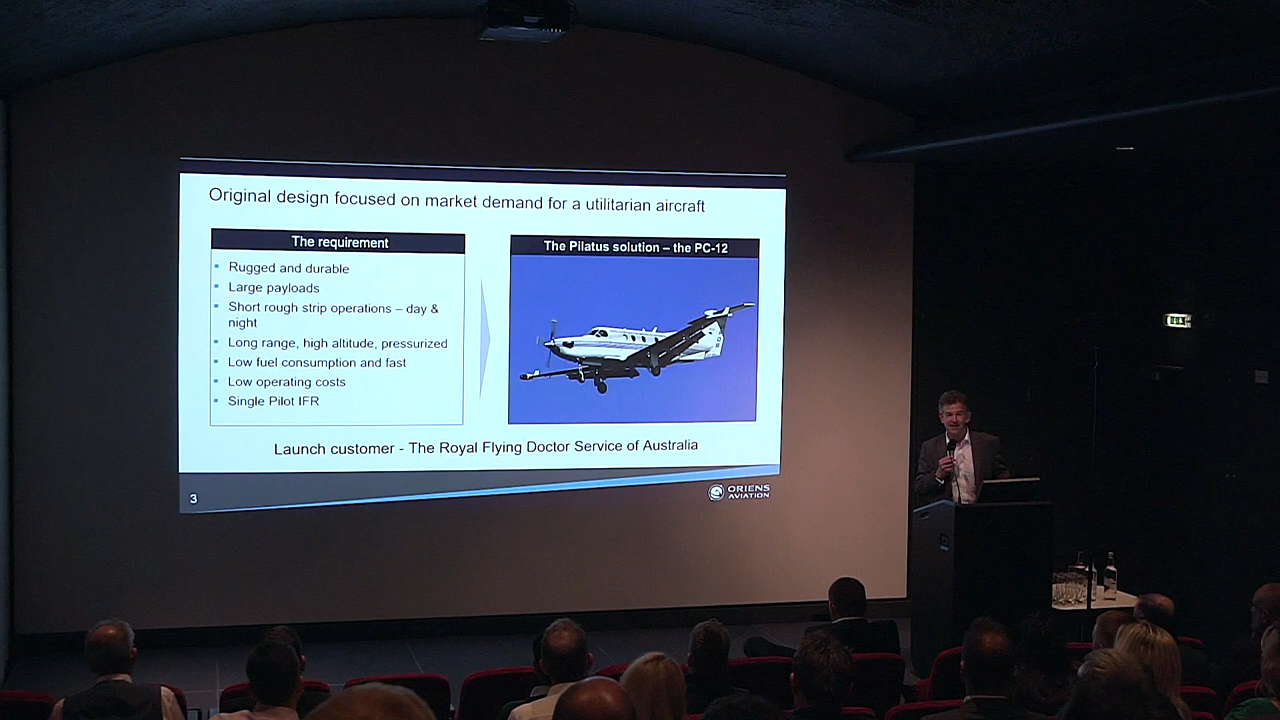 Original design focused on market demand for a utilitarian aircraft
The requirement
Rugged and durable
Large payloads
Short rough strip operations – day &
night
Long range, high altitude, pressurized
Low fuel consumption and fast
Low operating costs
Single Pilot IFR
The Pilatus solution – the PC-12
Launch customer - The Royal Flying Doctor Service of Australia
3
ORIENS
AVIATION